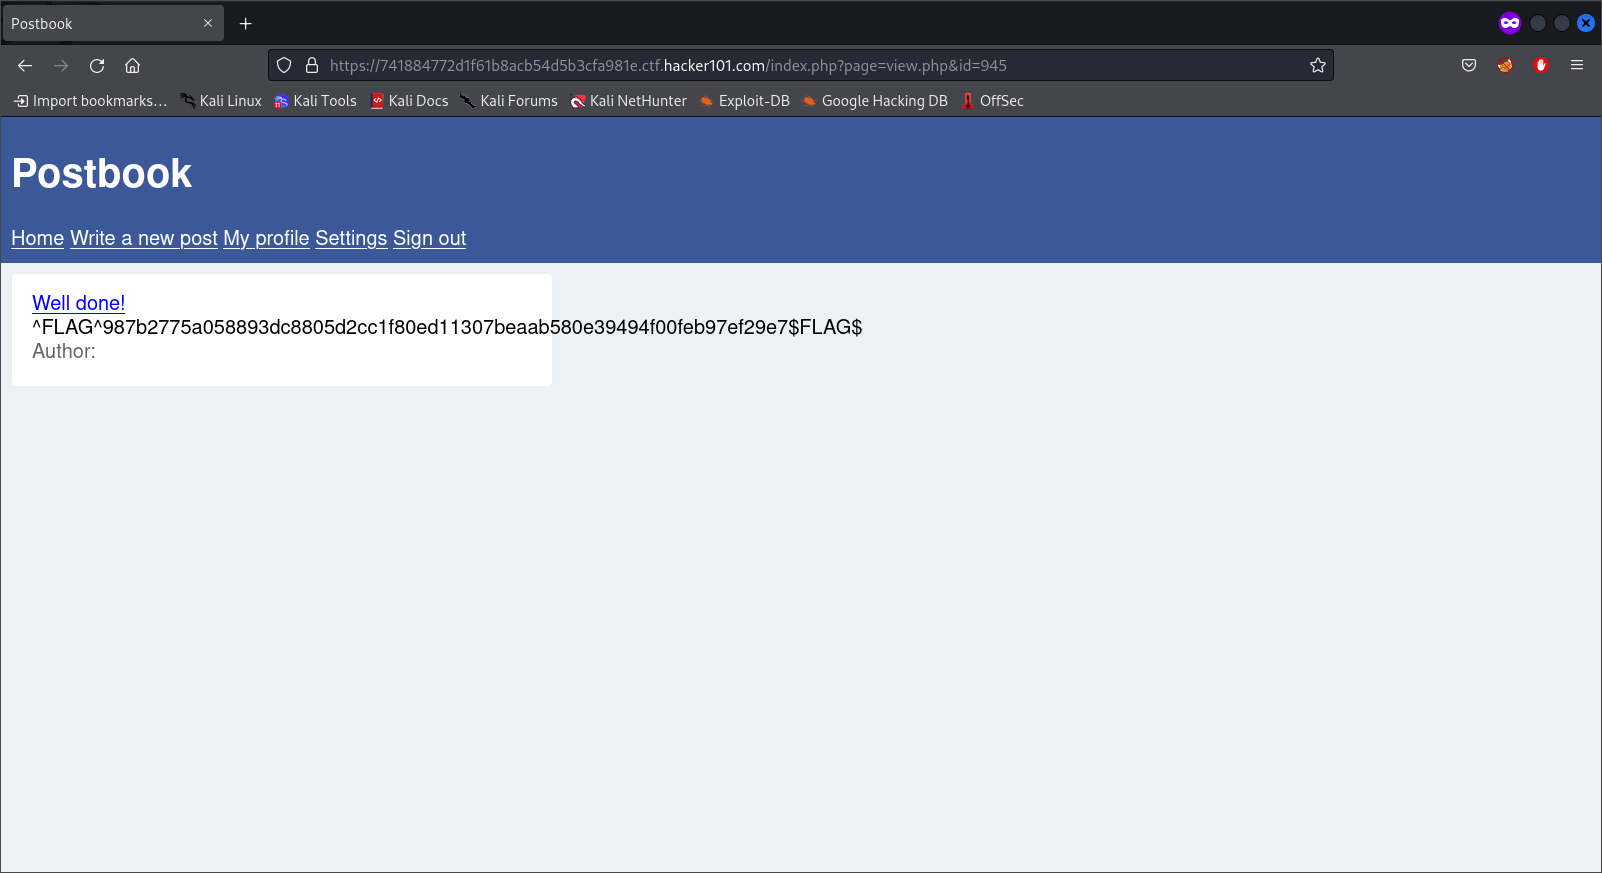 Postbook
https://741884772d1f61b8acb54d5b3cfa981e.ctf.hacker101.com/index.php?page=view.php&id=945
Import bookmarks... Kali Linux Kali Tools Kali Docs Kali Forums Kali NetHunter Exploit-DB Google Hacking DB OffSec
Postbook
Home Write a new post My profile Settings Sign out
Well done!
^FLAG^987b2775a058893dc8805d2cc1f80ed11307beaab580e39494f00feb97ef29e7$FLAG$
Author: